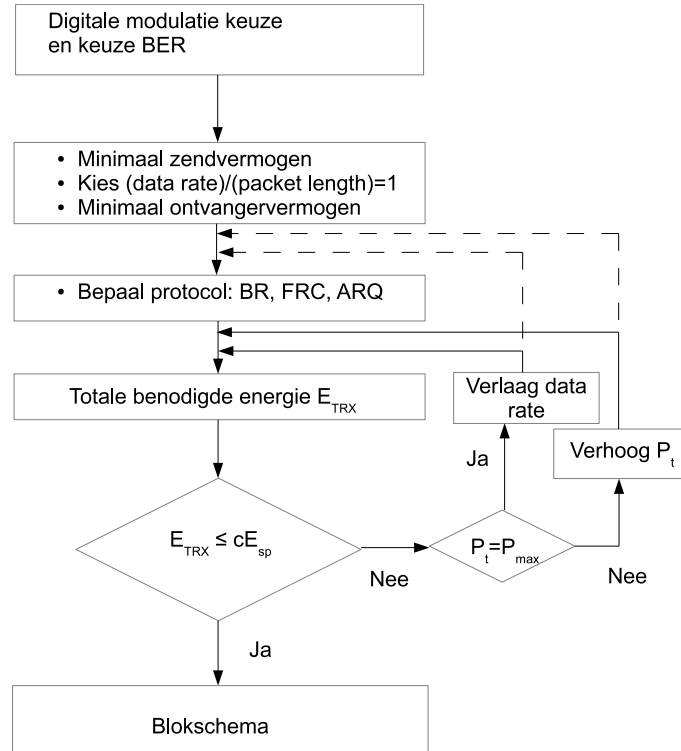 Digitale modulatie keuze
en keuze BER
• Minimaal zendvermogen
• Kies (data rate)/(packet length)=1
• Minimaal ontvangervermogen
• Bepaal protocol: BR, FRC, ARQ
Totale benodigde energie E_TRX
Verlaag data
rate
Verhoog P_t
Ja
E_TRX ≤ cE_sp
P_t=P_max
Nee
Nee
Ja
Blokschema